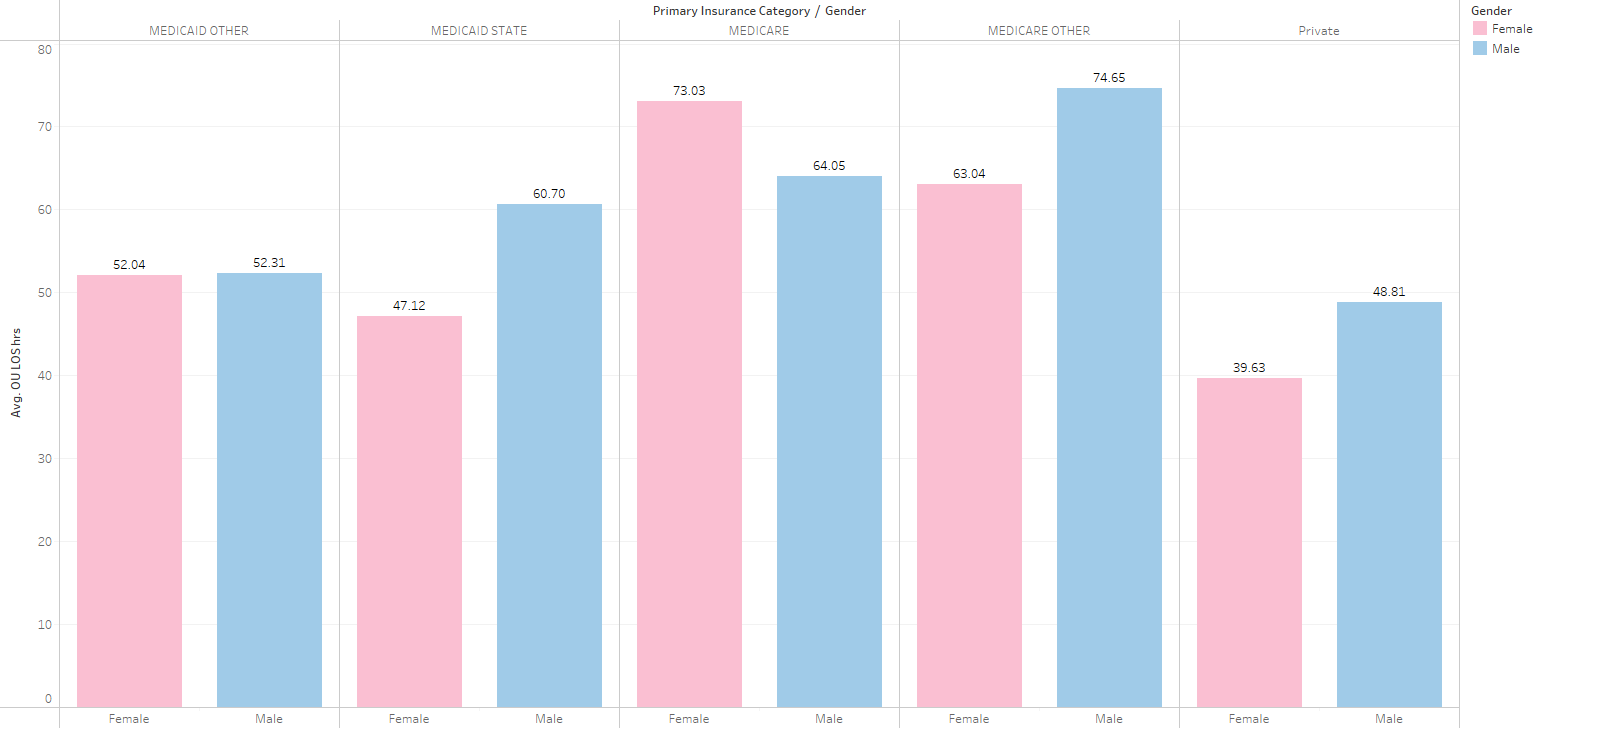 Primary Insurance Category / Gender
MEDICAID OTHER
MEDICAID STATE
MEDICARE
MEDICARE OTHER
Private
Gender
Female
Male
Avg. OU LOS hrs
80
70
60
50
40
30
20
10
0
52.04
52.31
47.12
60.70
73.03
64.05
63.04
74.65
39.63
48.81
Female
Male
Female
Male
Female
Male
Female
Male
Female
Male